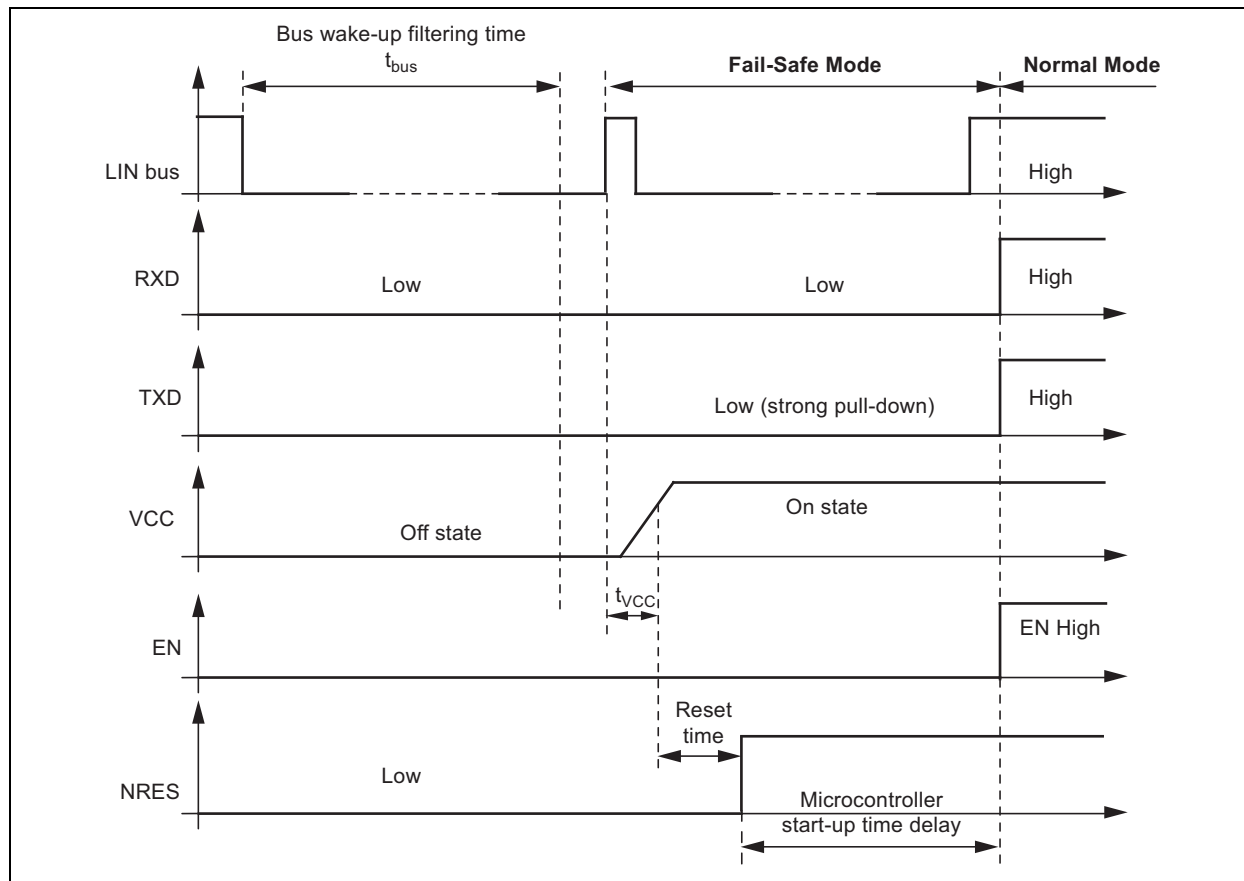 Bus wake-up filtering time
tbus
Fail-Safe Mode
Normal Mode
LIN bus
High
RXD
Low
Low
High
TXD
Low (strong pull-down)
High
VCC
Off state
On state
tVCC
EN
EN High
Reset
time
NRES
Low
Microcontroller
start-up time delay